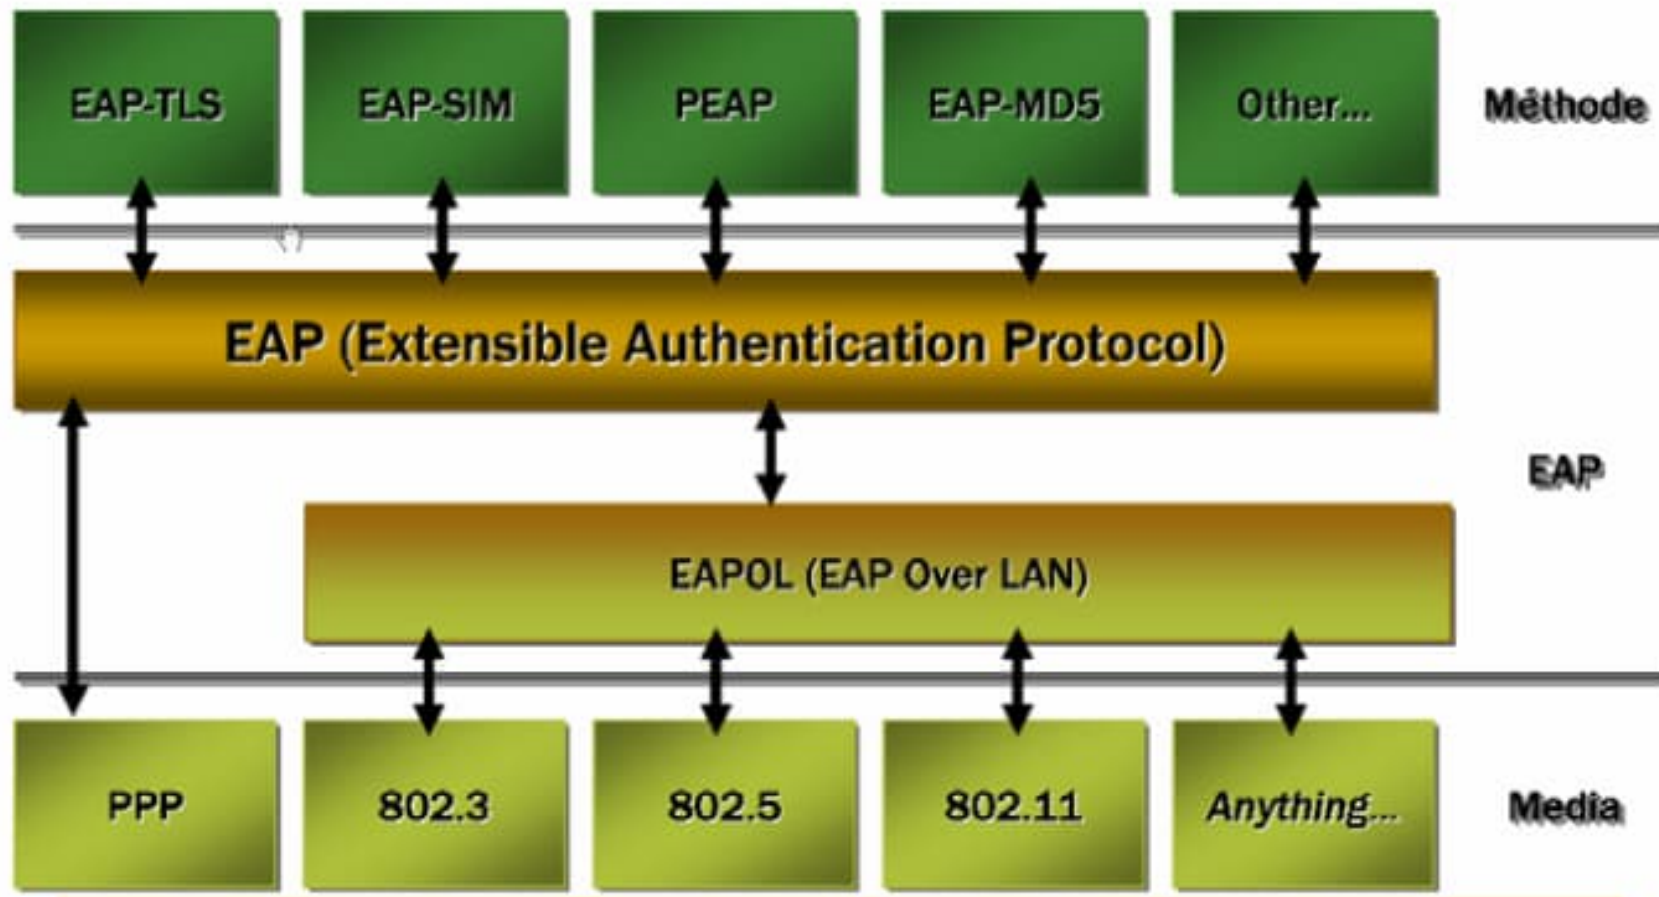 EAP-TLS
EAP-SIM
PEAP
EAP-MD5
Other...
Méthode
EAP (Extensible Authentication Protocol)
EAP
EAPOL (EAP Over LAN)
PPP
802.3
802.5
802.11
Anything...
Media